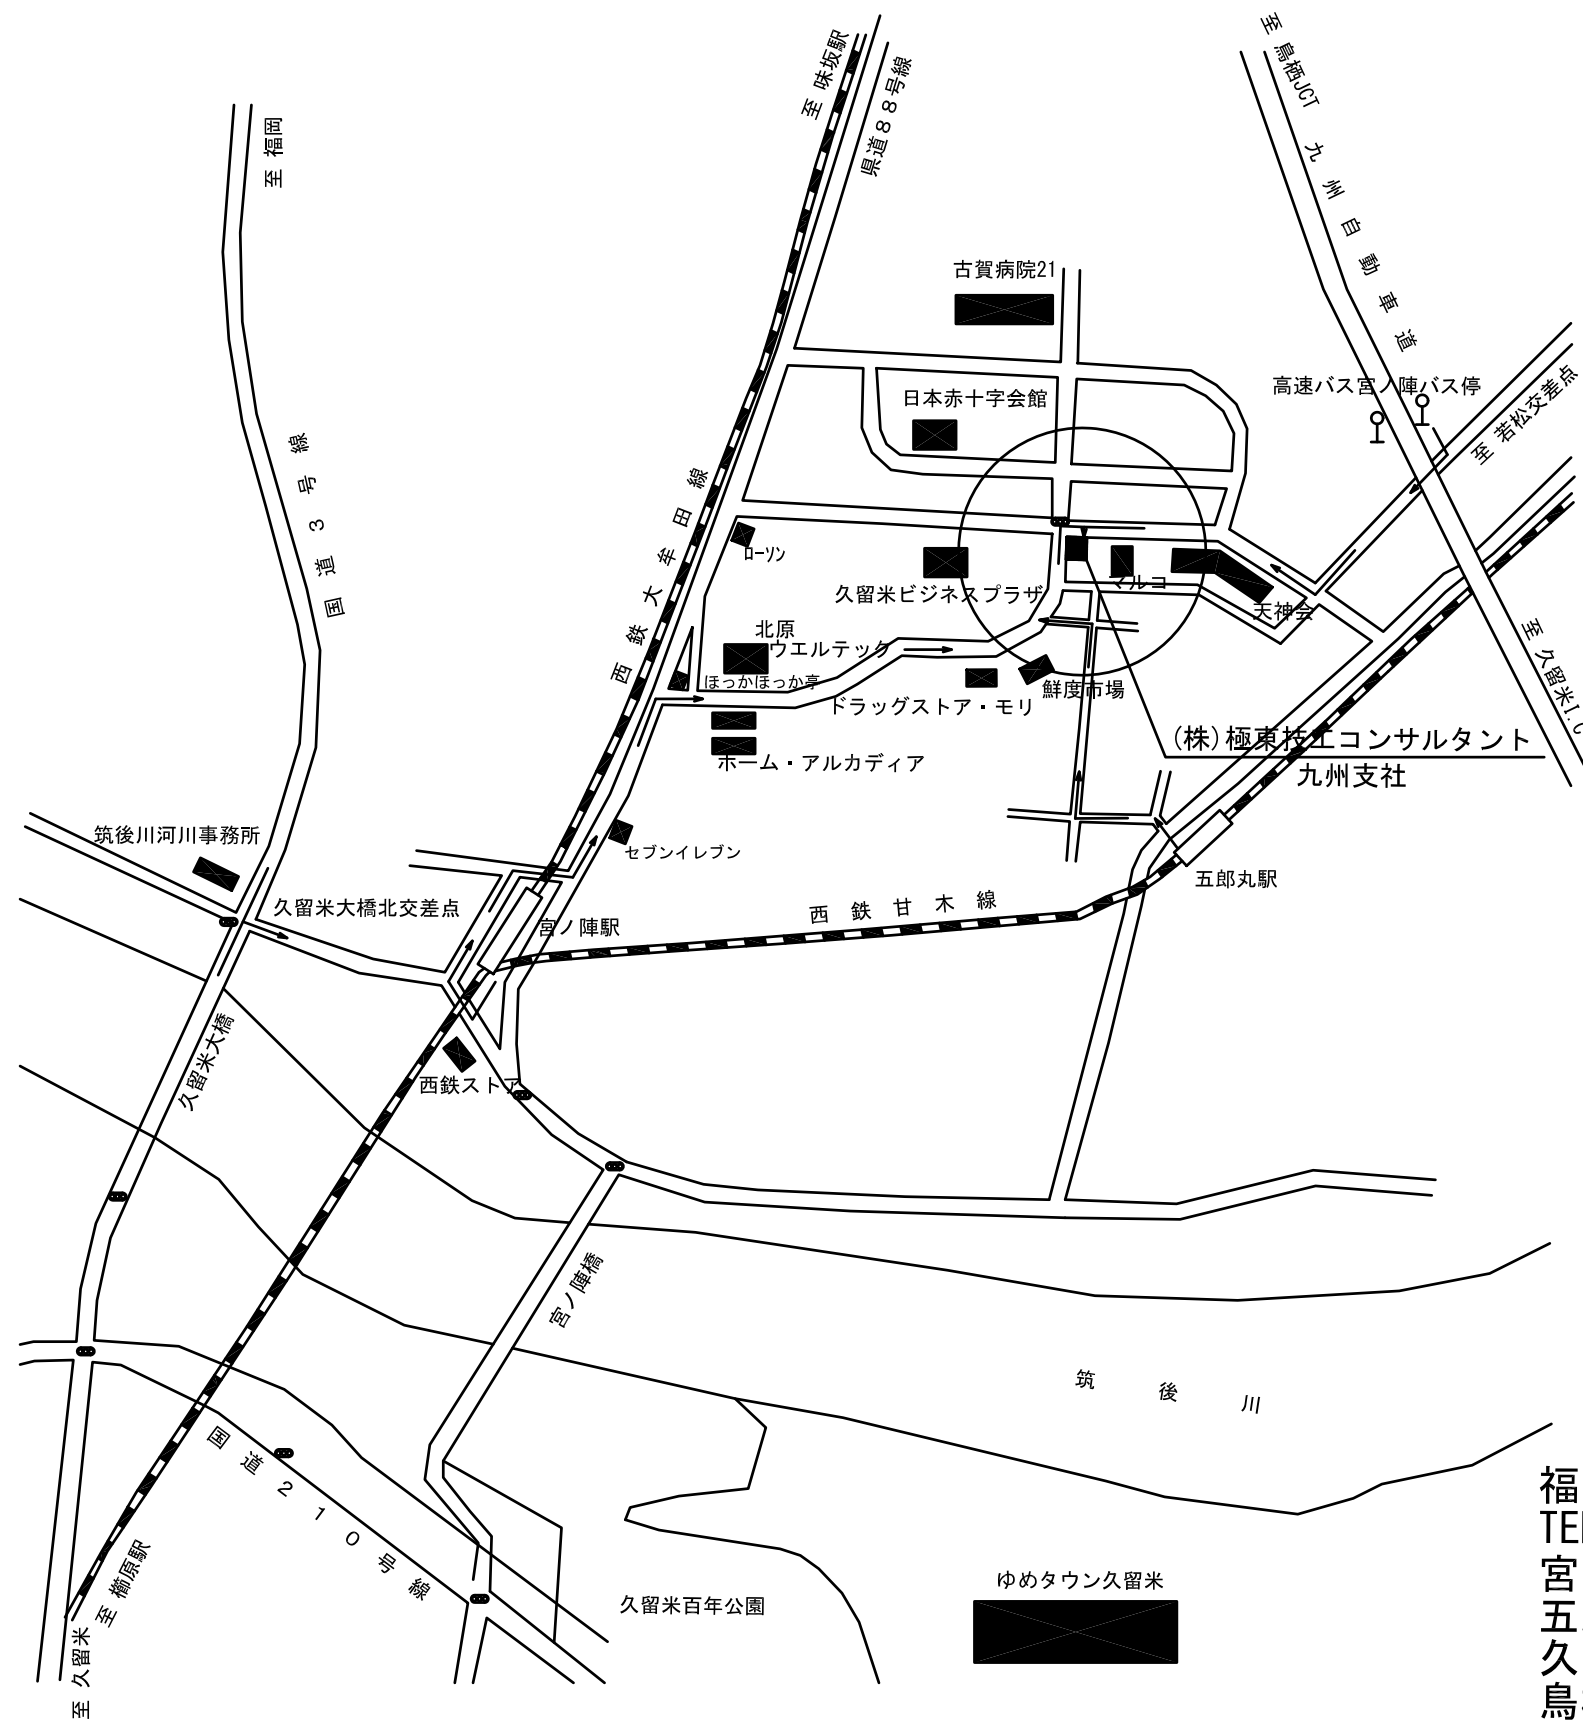 至 味坂駅
県道８８号線
至 鳥栖JCT
九州自動車道
至 福岡
古賀病院21
高速バス宮ノ陣バス停
日本赤十字会館
至 若松交差点
国道３号線
西鉄大牟田線
ローソン
久留米ビジネスプラザ
マルコ
天神会
北原
ウエルテック
ほっかほっか亭
鮮度市場
ドラッグストア・モリ
至 久留米I.C
(株)極東技工コンサルタント
九州支社
ホーム・アルカディア
筑後川河川事務所
セブンイレブン
五郎丸駅
久留米大橋北交差点
西鉄甘木線
宮ノ陣駅
久留米大橋
西鉄ストア
宮ノ陣橋
筑後川
国道２１０号線
至 櫛原駅
至 久留米
久留米百年公園
ゆめタウン久留米
福
TE
宮
五
久
鳥